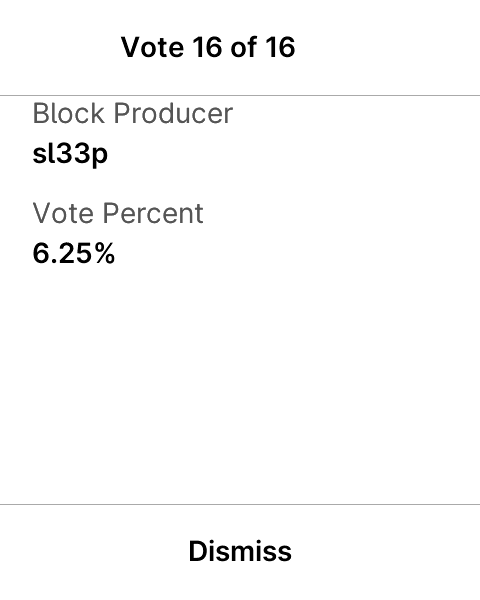 Vote 16 of 16
Block Producer
sl33p
Vote Percent
6.25%
Dismiss